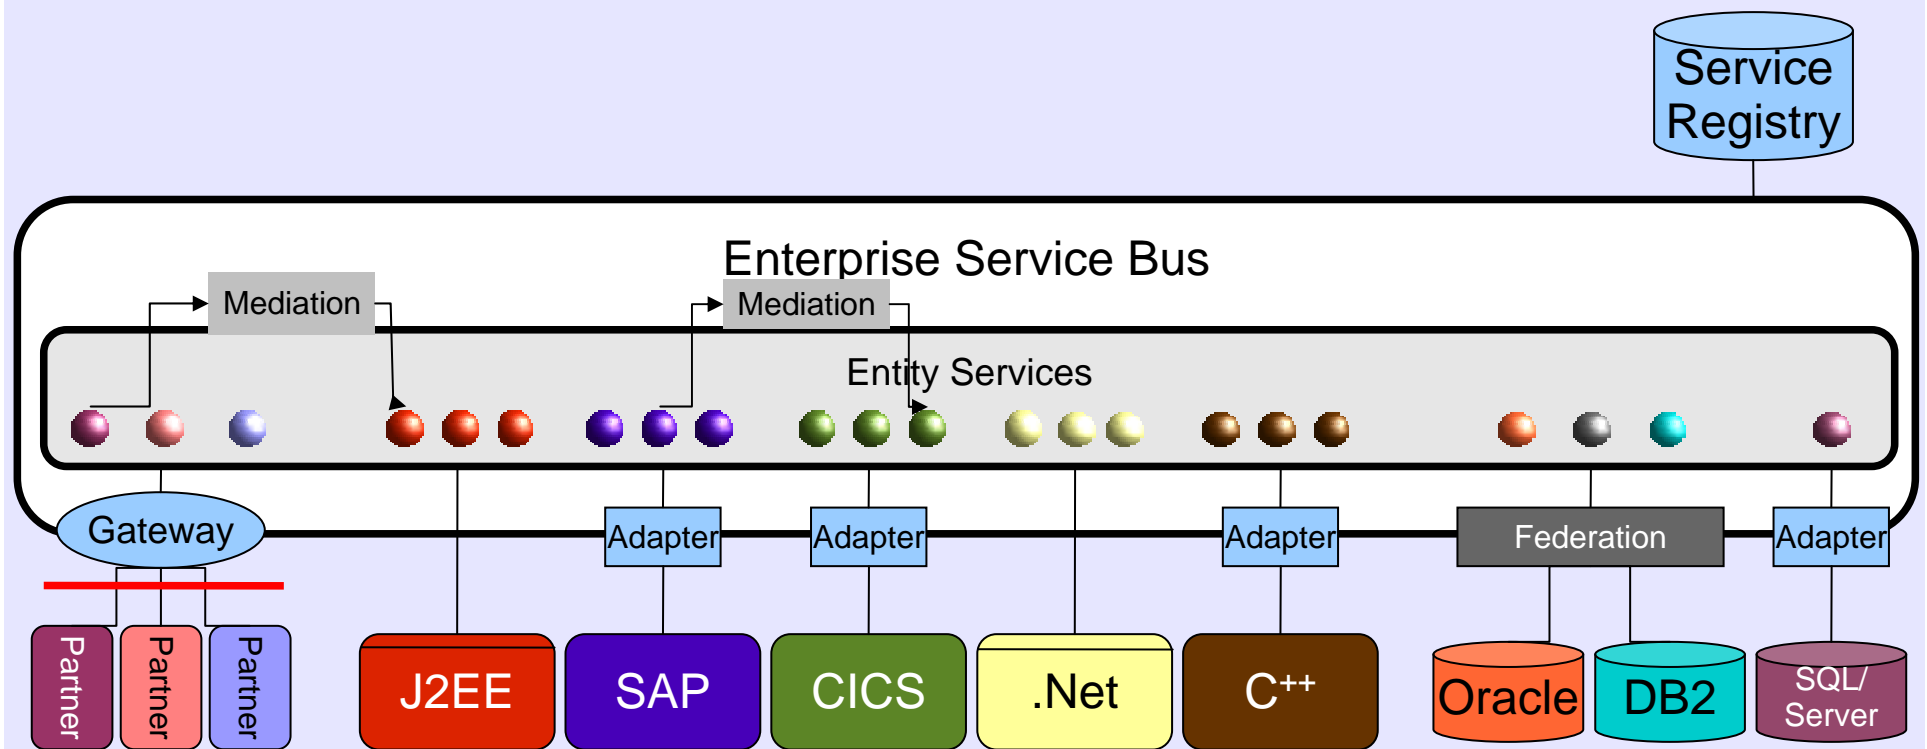 Service
Registry
Enterprise Service Bus
Mediation
Mediation
Entity Services
Gateway
Adapter
Adapter
Adapter
Federation
Adapter
Partner
Partner
Partner
J2EE
SAP
CICS
.Net
C++
Oracle
DB2
SQL/
Server